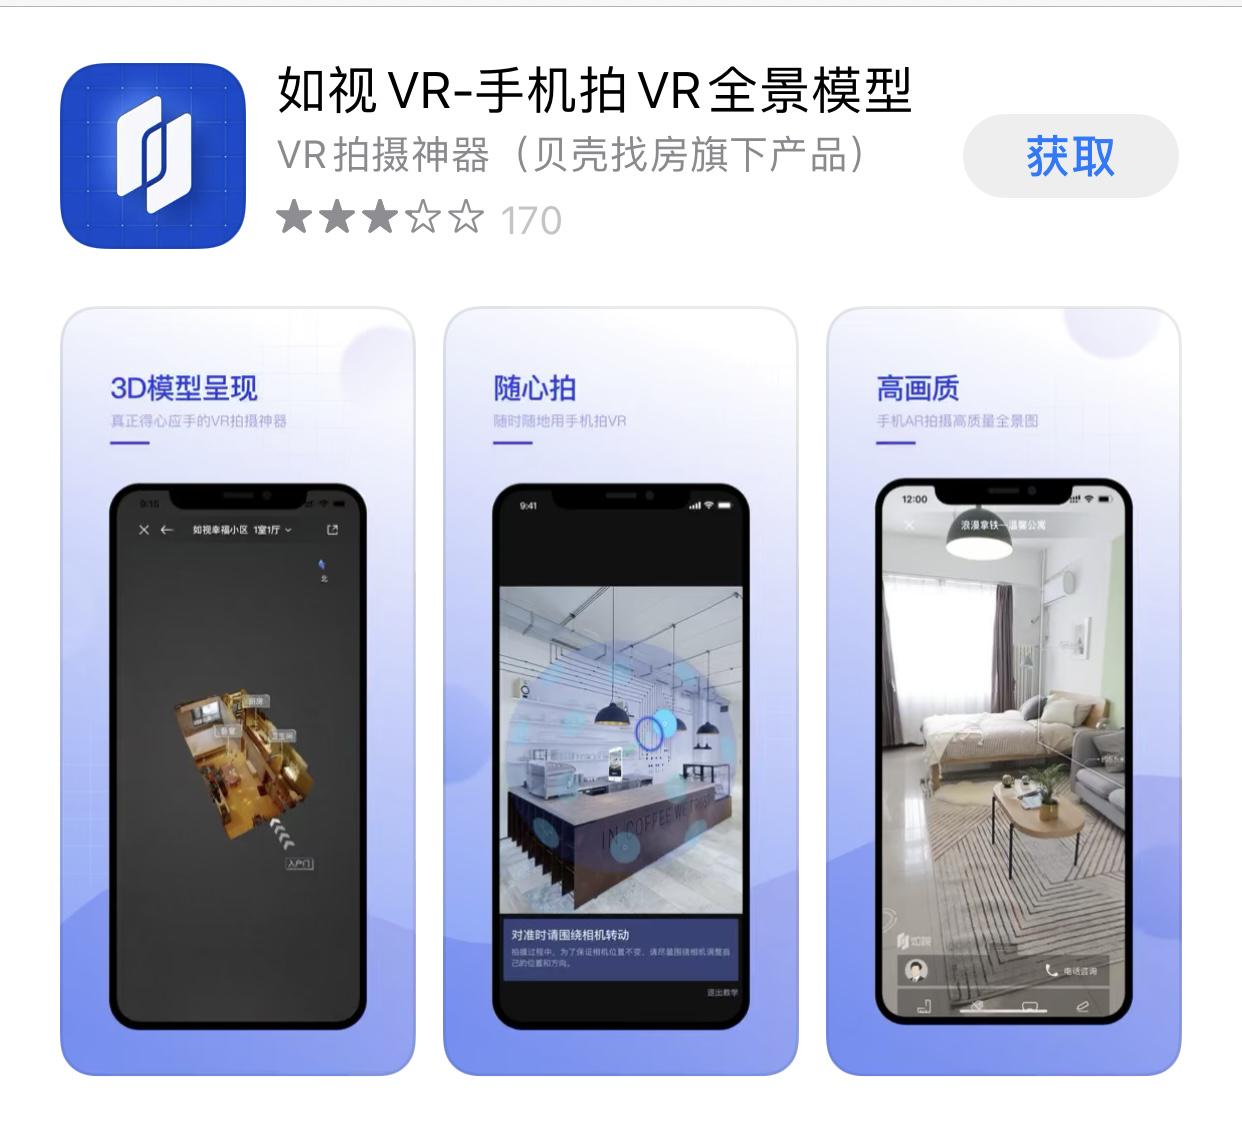 如视VR-手机拍VR全景模型
VR拍摄神器（贝壳找房旗下产品）
获取
170
3D模型呈现
真正得心应手的VR拍摄神器
9:15
如视幸福小区 1室1厅
北
厨房
卧室
卫生间
入户门
随心拍
随时随地用手机拍VR
9:41
IN COFFEE WE TRUST
对准时请围绕相机转动
拍摄过程中，为了保证相机位置不变，请尽量围绕相机调整自
己的位置和方向。
退出教学
高画质
手机AR拍摄高质量全景图
12:00
浪漫拿铁—温馨公寓
如视
电话咨询